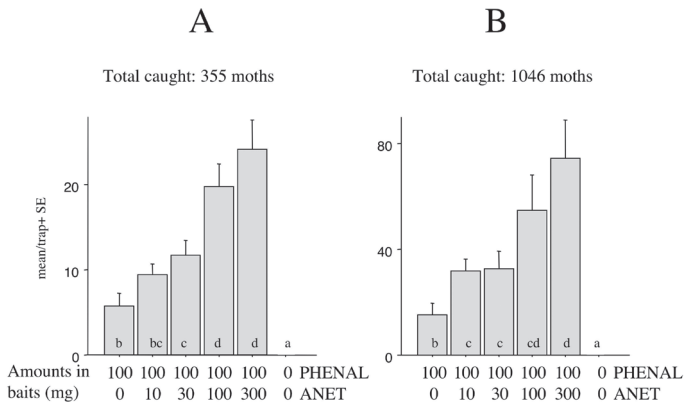 A B
Total caught: 355 moths Total caught: 1046 moths
mean/trap+ SE
20
10
0
b bc c d d a
80
40
0
b c c cd d a
Amounts in 100 100 100 100 100 0 PHENAL 100 100 100 100 100 0 PHENAL
baits (mg) 0 10 30 100 300 0 ANET 0 10 30 100 300 0 ANET